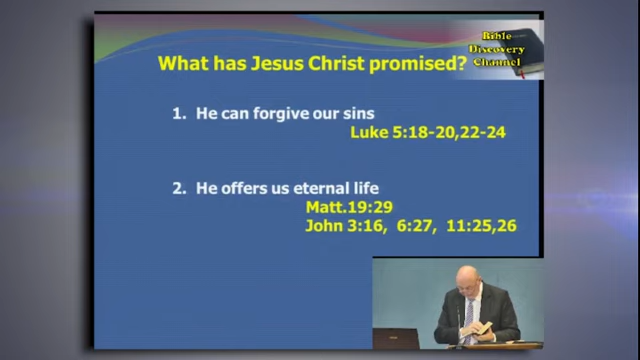 What has Jesus Christ promised?
Bible
Discovery
Channel
1. He can forgive our sins
Luke 5:18-20,22-24
2. He offers us eternal life
Matt.19:29
John 3:16, 6:27, 11:25,26